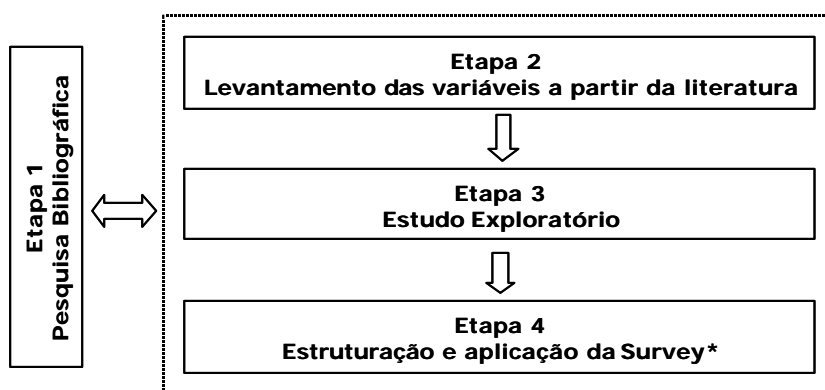 Etapa 1
Pesquisa Bibliográfica
Etapa 2
Levantamento das variáveis a partir da literatura
Etapa 3
Estudo Exploratório
Etapa 4
Estruturação e aplicação da Survey*